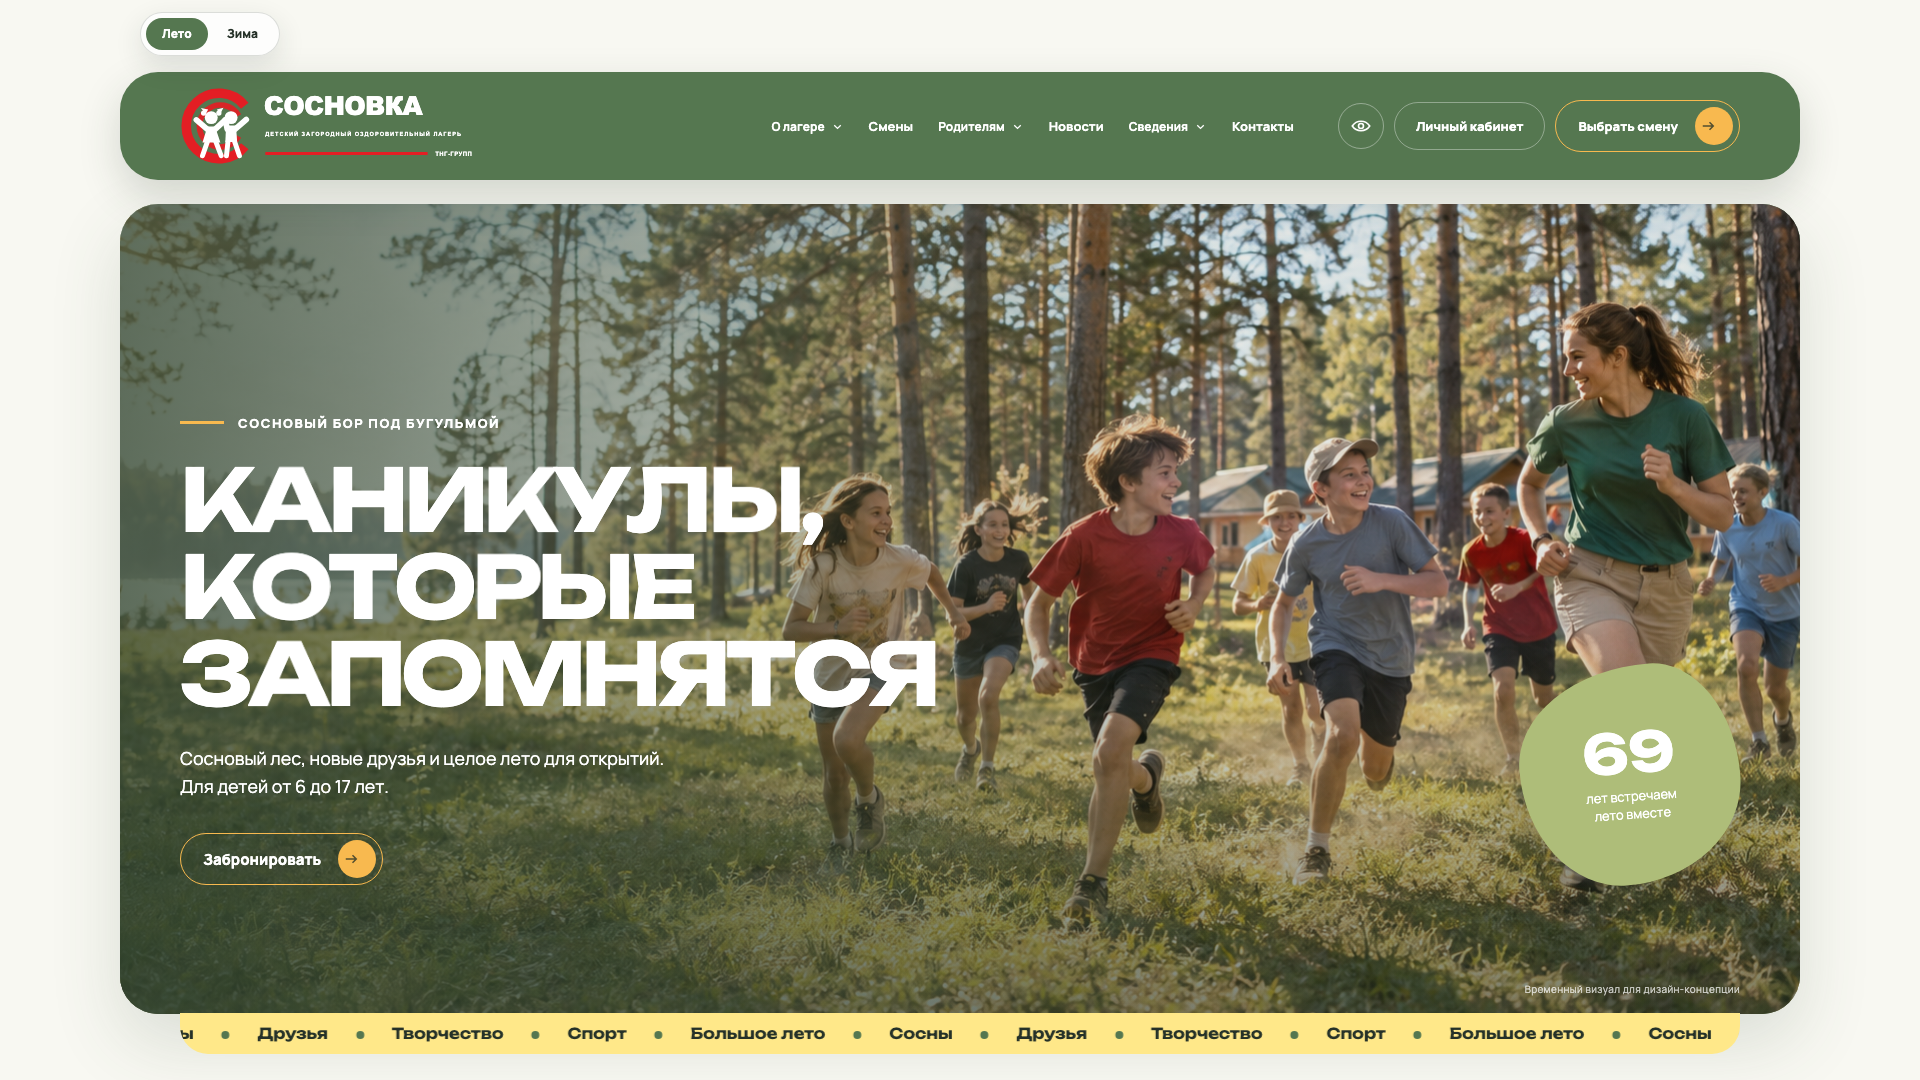 Лето
Зима
СОСНОВКА
ДЕТСКИЙ ЗАГОРОДНЫЙ ОЗДОРОВИТЕЛЬНЫЙ ЛАГЕРЬ
ТНГ-ГРУПП
О лагере
Смены
Родителям
Новости
Сведения
Контакты
Личный кабинет
Выбрать смену
СОСНОВЫЙ БОР ПОД БУГУЛЬМОЙ
КАНИКУЛЫ,
КОТОРЫЕ
ЗАПОМНЯТСЯ
Сосновый лес, новые друзья и целое лето для открытий.
Для детей от 6 до 17 лет.
Забронировать
69
лет встречаем
лето вместе
Временный визуал для дизайн-концепции
ы • Друзья • Творчество • Спорт • Большое лето • Сосны • Друзья • Творчество • Спорт • Большое лето • Сосны